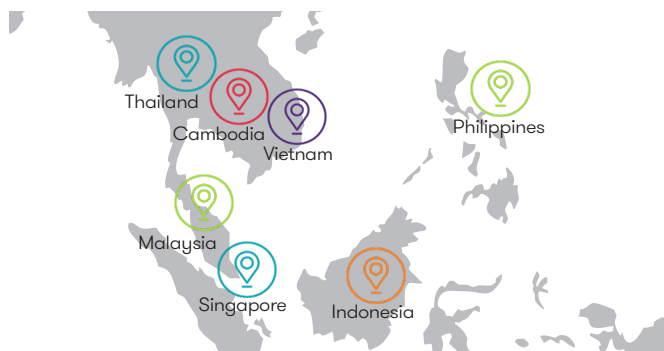 Thailand
Cambodia
Vietnam
Philippines
Malaysia
Singapore
Indonesia